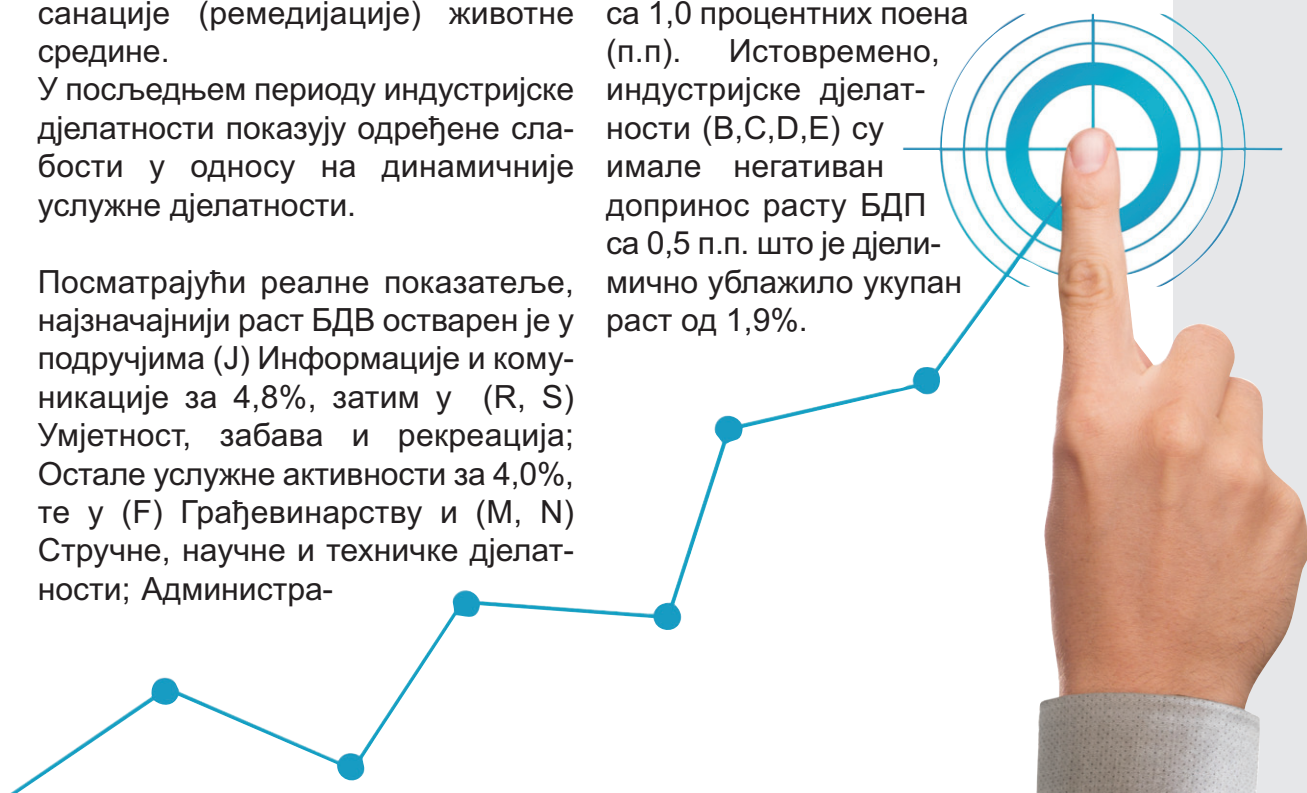 санације (ремедијације) животне
средине.
У посљедњем периоду индустријске
дјелатности показују одређене сла-
бости у односу на динамичније
услужне дјелатности.
Посматрајући реалне показатеље,
најзначајнији раст БДВ остварен је у
подручјима (Ј) Информације и кому-
никације за 4,8%, затим у (R, S)
Умјетност, забава и рекреација;
Остале услужне активности за 4,0%,
те у (F) Грађевинарству и (M, N)
Стручне, научне и техничке дјелат-
ности; Администра-
са 1,0 процентних поена
(п.п). Истовремено,
индустријске дјелат-
ности (B,C,D,E) су
имале негативан
допринос расту БДП
са 0,5 п.п. што је дјели-
мично ублажило укупан
раст од 1,9%.